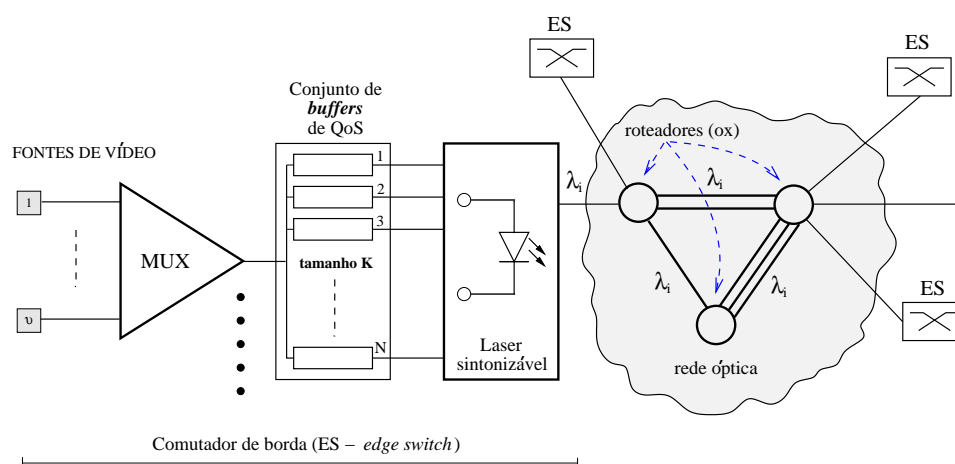 ES
ES
Conjunto de
buffers
de QoS
roteadores (ox)
FONTES DE VÍDEO
1
2
3
N
tamanho K
1
υ
MUX
λi
λi
λi
λi
ES
Laser
sintonizável
rede óptica
Comutador de borda (ES – edge switch)